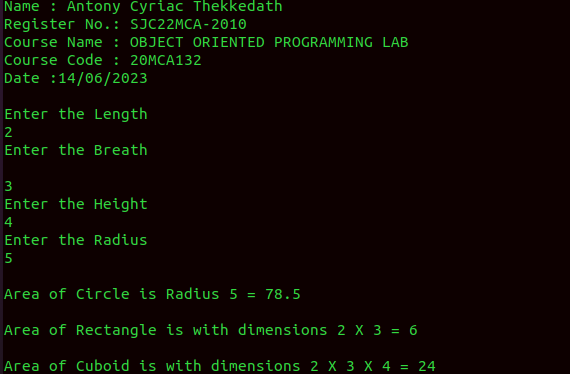 Name : Antony Cyriac Thekkedath
Register No.: SJC22MCA-2010
Course Name : OBJECT ORIENTED PROGRAMMING LAB
Course Code : 20MCA132
Date :14/06/2023
Enter the Length
2
Enter the Breath
3
Enter the Height
4
Enter the Radius
5
Area of Circle is Radius 5 = 78.5
Area of Rectangle is with dimensions 2 X 3 = 6
Area of Cuboid is with dimensions 2 X 3 X 4 = 24